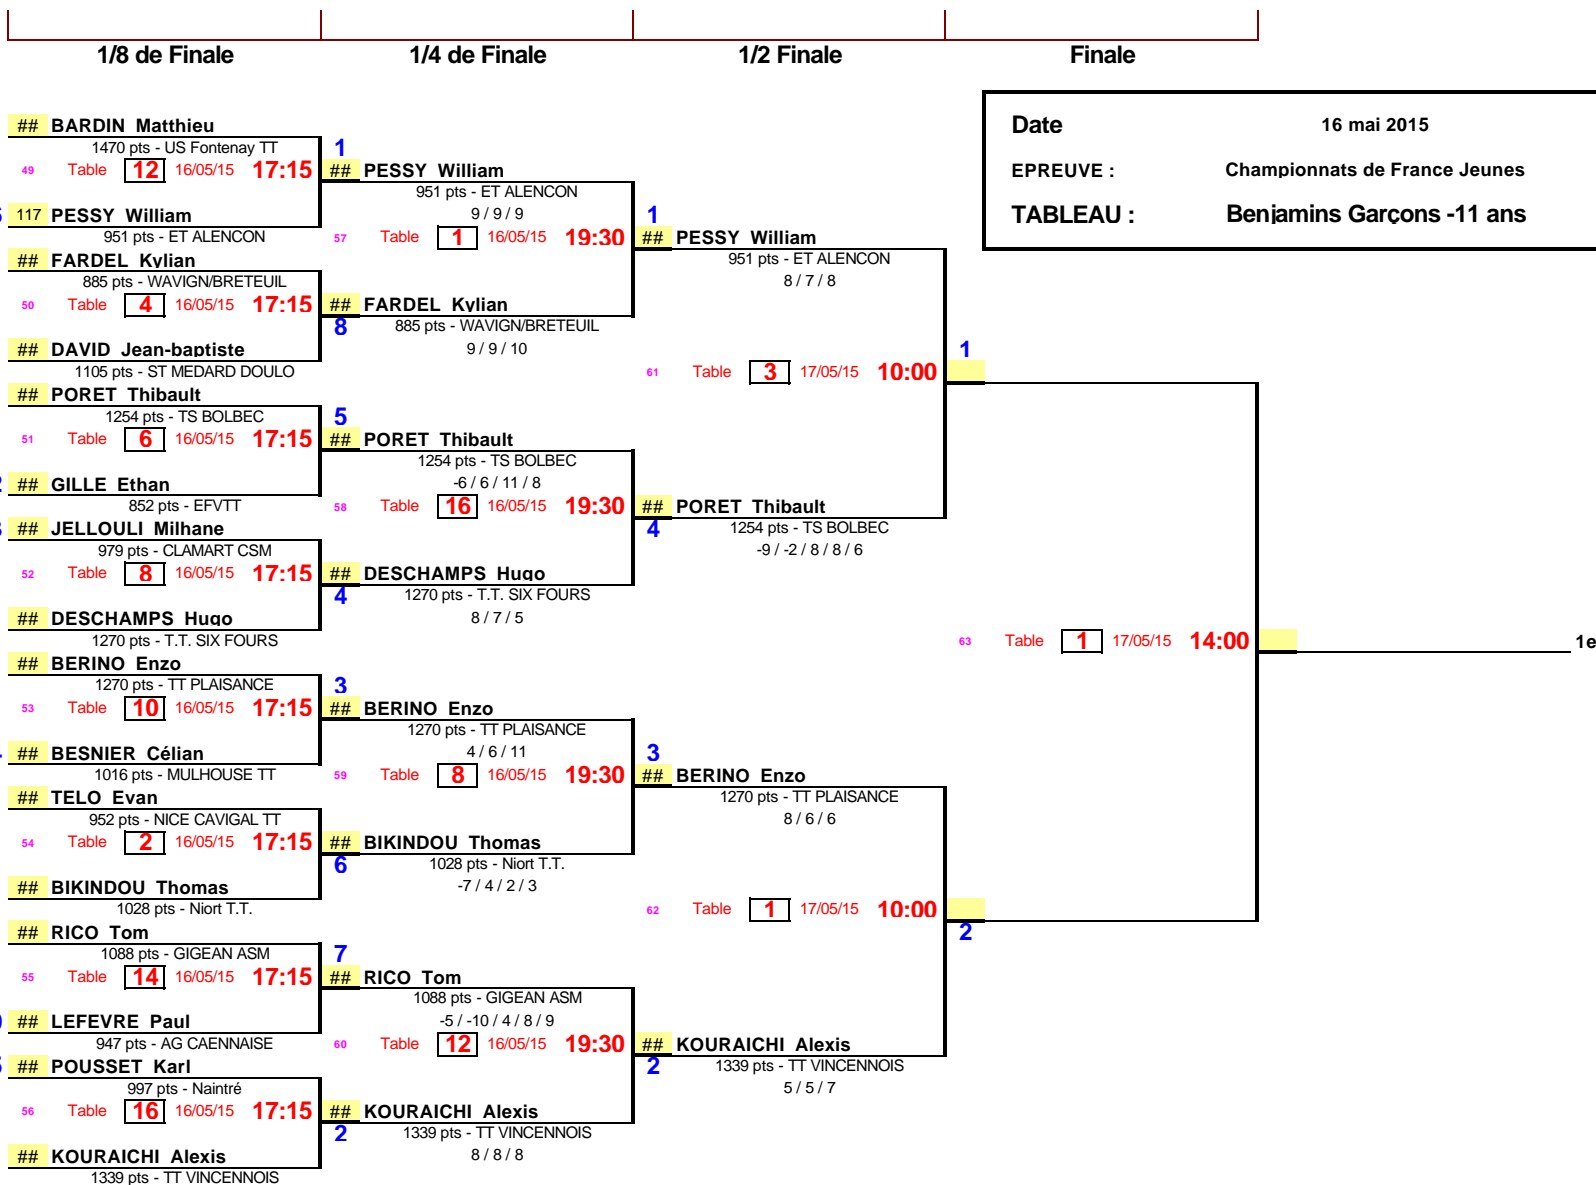 1/8 de Finale
1/4 de Finale
1/2 Finale
Finale
Date 16 mai 2015
EPREUVE : Championnats de France Jeunes
TABLEAU : Benjamins Garçons -11 ans
## BARDIN Matthieu
1470 pts - US Fontenay TT
49 Table 12 16/05/15 17:15
117 PESSY William
951 pts - ET ALENCON
## FARDEL Kylian
885 pts - WAVIGN/BRETEUIL
50 Table 4 16/05/15 17:15
## DAVID Jean-baptiste
1105 pts - ST MEDARD DOULO
## PORET Thibault
1254 pts - TS BOLBEC
51 Table 6 16/05/15 17:15
## GILLE Ethan
852 pts - EFVTT
## JELLOULI Milhane
979 pts - CLAMART CSM
52 Table 8 16/05/15 17:15
## DESCHAMPS Hugo
1270 pts - T.T. SIX FOURS
## BERINO Enzo
1270 pts - TT PLAISANCE
53 Table 10 16/05/15 17:15
## BESNIER Célian
1016 pts - MULHOUSE TT
## TELO Evan
952 pts - NICE CAVIGAL TT
54 Table 2 16/05/15 17:15
## BIKINDOU Thomas
1028 pts - Niort T.T.
## RICO Tom
1088 pts - GIGEAN ASM
55 Table 14 16/05/15 17:15
## LEFEVRE Paul
947 pts - AG CAENNAISE
## POUSSET Karl
997 pts - Naintré
56 Table 16 16/05/15 17:15
## KOURAICHI Alexis
1339 pts - TT VINCENNOIS
1
## PESSY William
951 pts - ET ALENCON
9 / 9 / 9
57 Table 1 16/05/15 19:30
## FARDEL Kylian
8
885 pts - WAVIGN/BRETEUIL
9 / 9 / 10
5
## PORET Thibault
1254 pts - TS BOLBEC
-6 / 6 / 11 / 8
58 Table 16 16/05/15 19:30
## DESCHAMPS Hugo
4
1270 pts - T.T. SIX FOURS
8 / 7 / 5
3
## BERINO Enzo
1270 pts - TT PLAISANCE
4 / 6 / 11
59 Table 8 16/05/15 19:30
## BIKINDOU Thomas
6
1028 pts - Niort T.T.
-7 / 4 / 2 / 3
7
## RICO Tom
1088 pts - GIGEAN ASM
-5 / -10 / 4 / 8 / 9
60 Table 12 16/05/15 19:30
## KOURAICHI Alexis
2
1339 pts - TT VINCENNOIS
8 / 8 / 8
1
## PESSY William
951 pts - ET ALENCON
8 / 7 / 8
61 Table 3 17/05/15 10:00
## PORET Thibault
4
1254 pts - TS BOLBEC
-9 / -2 / 8 / 8 / 6
3
## BERINO Enzo
1270 pts - TT PLAISANCE
8 / 6 / 6
62 Table 1 17/05/15 10:00
## KOURAICHI Alexis
2
1339 pts - TT VINCENNOIS
5 / 5 / 7
1
63 Table 1 17/05/15 14:00
2
1e